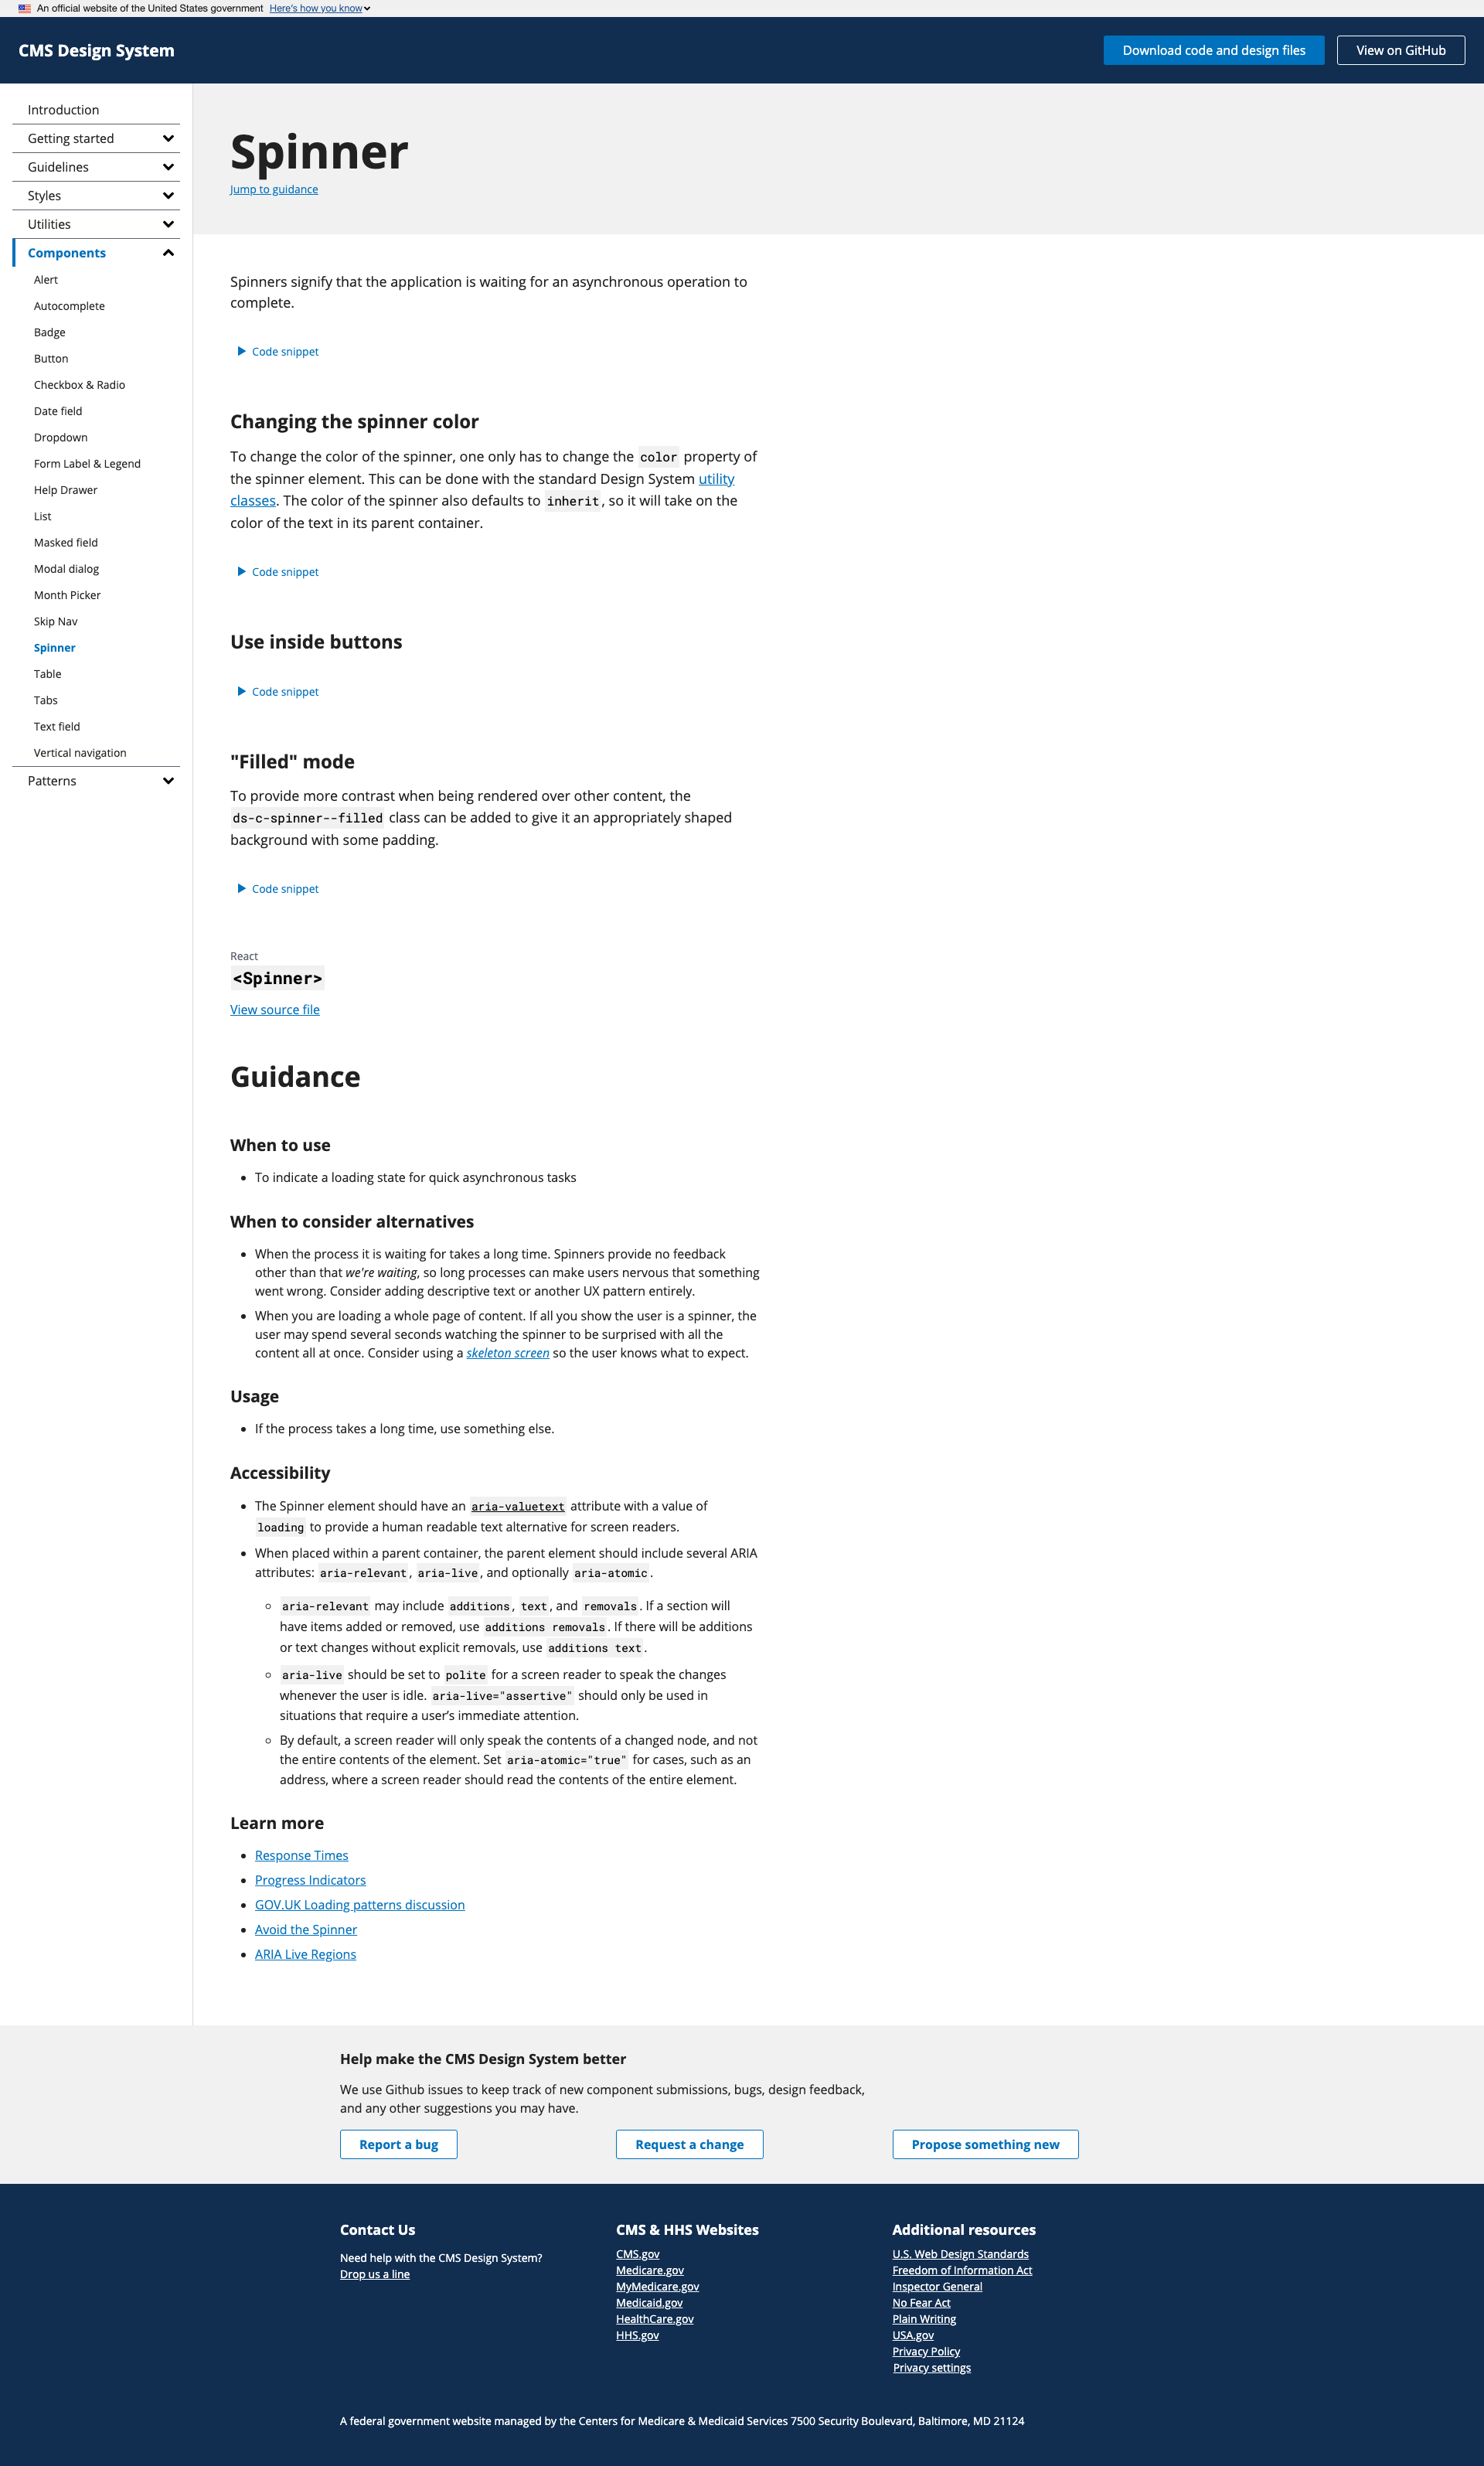 An official website of the United States government Here's how you know
CMS Design System
Download code and design files
View on GitHub
Introduction
Getting started
Guidelines
Styles
Utilities
Components
Alert
Autocomplete
Badge
Button
Checkbox & Radio
Date field
Dropdown
Form Label & Legend
Help Drawer
List
Masked field
Modal dialog
Month Picker
Skip Nav
Spinner
Table
Tabs
Text field
Vertical navigation
Patterns
Spinner
Jump to guidance
Spinners signify that the application is waiting for an asynchronous operation to
complete.
Code snippet
Changing the spinner color
To change the color of the spinner, one only has to change the color property of
the spinner element. This can be done with the standard Design System utility
classes. The color of the spinner also defaults to inherit, so it will take on the
color of the text in its parent container.
Code snippet
Use inside buttons
Code snippet
"Filled" mode
To provide more contrast when being rendered over other content, the
ds-c-spinner--filled class can be added to give it an appropriately shaped
background with some padding.
Code snippet
React
<Spinner>
View source file
Guidance
When to use
• To indicate a loading state for quick asynchronous tasks
When to consider alternatives
• When the process it is waiting for takes a long time. Spinners provide no feedback
other than that we're waiting, so long processes can make users nervous that something
went wrong. Consider adding descriptive text or another UX pattern entirely.
• When you are loading a whole page of content. If all you show the user is a spinner, the
user may spend several seconds watching the spinner to be surprised with all the
content all at once. Consider using a skeleton screen so the user knows what to expect.
Usage
• If the process takes a long time, use something else.
Accessibility
• The Spinner element should have an aria-valuetext attribute with a value of
loading to provide a human readable text alternative for screen readers.
• When placed within a parent container, the parent element should include several ARIA
attributes: aria-relevant, aria-live, and optionally aria-atomic.
◦ aria-relevant may include additions, text, and removals. If a section will
have items added or removed, use additions removals. If there will be additions
or text changes without explicit removals, use additions text.
◦ aria-live should be set to polite for a screen reader to speak the changes
whenever the user is idle. aria-live="assertive" should only be used in
situations that require a user’s immediate attention.
◦ By default, a screen reader will only speak the contents of a changed node, and not
the entire contents of the element. Set aria-atomic="true" for cases, such as an
address, where a screen reader should read the contents of the entire element.
Learn more
• Response Times
• Progress Indicators
• GOV.UK Loading patterns discussion
• Avoid the Spinner
• ARIA Live Regions
Help make the CMS Design System better
We use Github issues to keep track of new component submissions, bugs, design feedback,
and any other suggestions you may have.
Report a bug
Request a change
Propose something new
Contact Us
Need help with the CMS Design System?
Drop us a line
CMS & HHS Websites
CMS.gov
Medicare.gov
MyMedicare.gov
Medicaid.gov
HealthCare.gov
HHS.gov
Additional resources
U.S. Web Design Standards
Freedom of Information Act
Inspector General
No Fear Act
Plain Writing
USA.gov
Privacy Policy
Privacy settings
A federal government website managed by the Centers for Medicare & Medicaid Services 7500 Security Boulevard, Baltimore, MD 21124